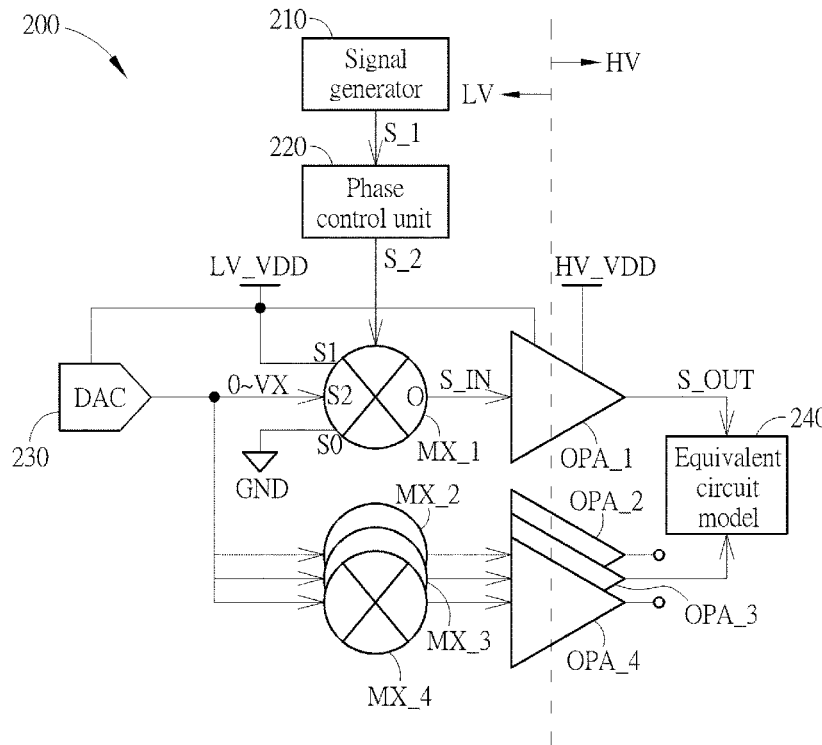 200
210
Signal
generator
HV
LV
S_1
220
Phase
control unit
S_2
LV_VDD
HV_VDD
S1
DAC
0~VX
S2
O
S_IN
S_OUT
230
S0
MX_1
OPA_1
240
GND
Equivalent
circuit
model
MX_2
OPA_2
MX_3
OPA_3
MX_4
OPA_4